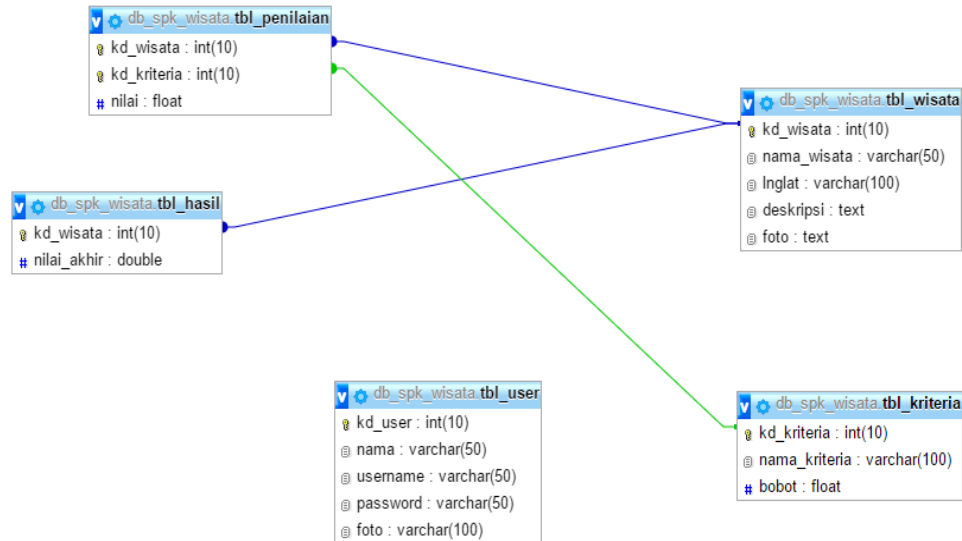 db_spk_wisata.tbl_penilaian
kd_wisata : int(10)
kd_kriteria : int(10)
nilai : float
db_spk_wisata.tbl_wisata
kd_wisata : int(10)
nama_wisata : varchar(50)
lnglat : varchar(100)
deskripsi : text
foto : text
db_spk_wisata.tbl_hasil
kd_wisata : int(10)
nilai_akhir : double
db_spk_wisata.tbl_user
kd_user : int(10)
nama : varchar(50)
username : varchar(50)
password : varchar(50)
foto : varchar(100)
db_spk_wisata.tbl_kriteria
kd_kriteria : int(10)
nama_kriteria : varchar(100)
bobot : float